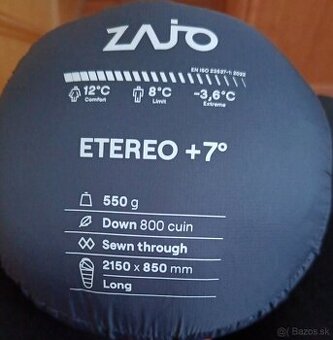 ZAJO
EN ISO 23537-1: 2022
12°C
8°C
-3,6°C
Comfort
Limit
Extreme
ETEREO +7°
550 g
Down 800 cuin
Sewn through
2150 x 850 mm
Long
Bazos.sk